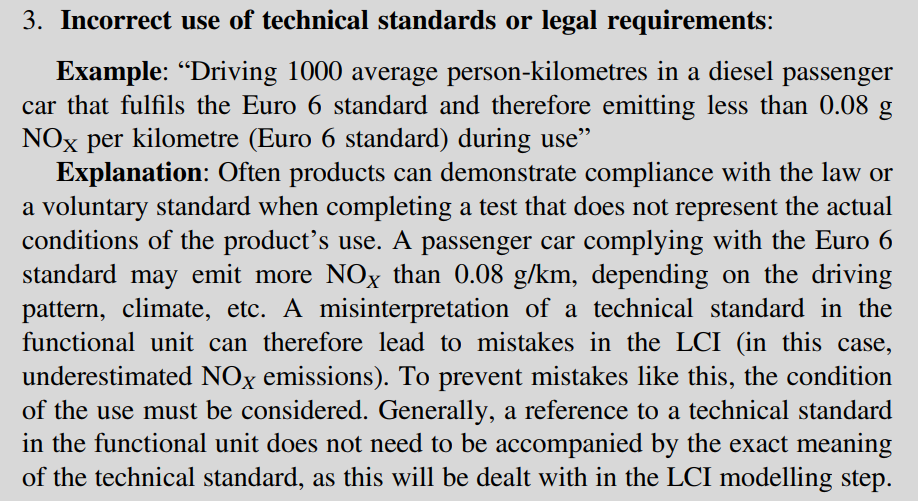 3. Incorrect use of technical standards or legal requirements:
Example: “Driving 1000 average person-kilometres in a diesel passenger
car that fulfils the Euro 6 standard and therefore emitting less than 0.08 g
NOX per kilometre (Euro 6 standard) during use”
Explanation: Often products can demonstrate compliance with the law or
a voluntary standard when completing a test that does not represent the actual
conditions of the product’s use. A passenger car complying with the Euro 6
standard may emit more NOX than 0.08 g/km, depending on the driving
pattern, climate, etc. A misinterpretation of a technical standard in the
functional unit can therefore lead to mistakes in the LCI (in this case,
underestimated NOX emissions). To prevent mistakes like this, the condition
of the use must be considered. Generally, a reference to a technical standard
in the functional unit does not need to be accompanied by the exact meaning
of the technical standard, as this will be dealt with in the LCI modelling step.